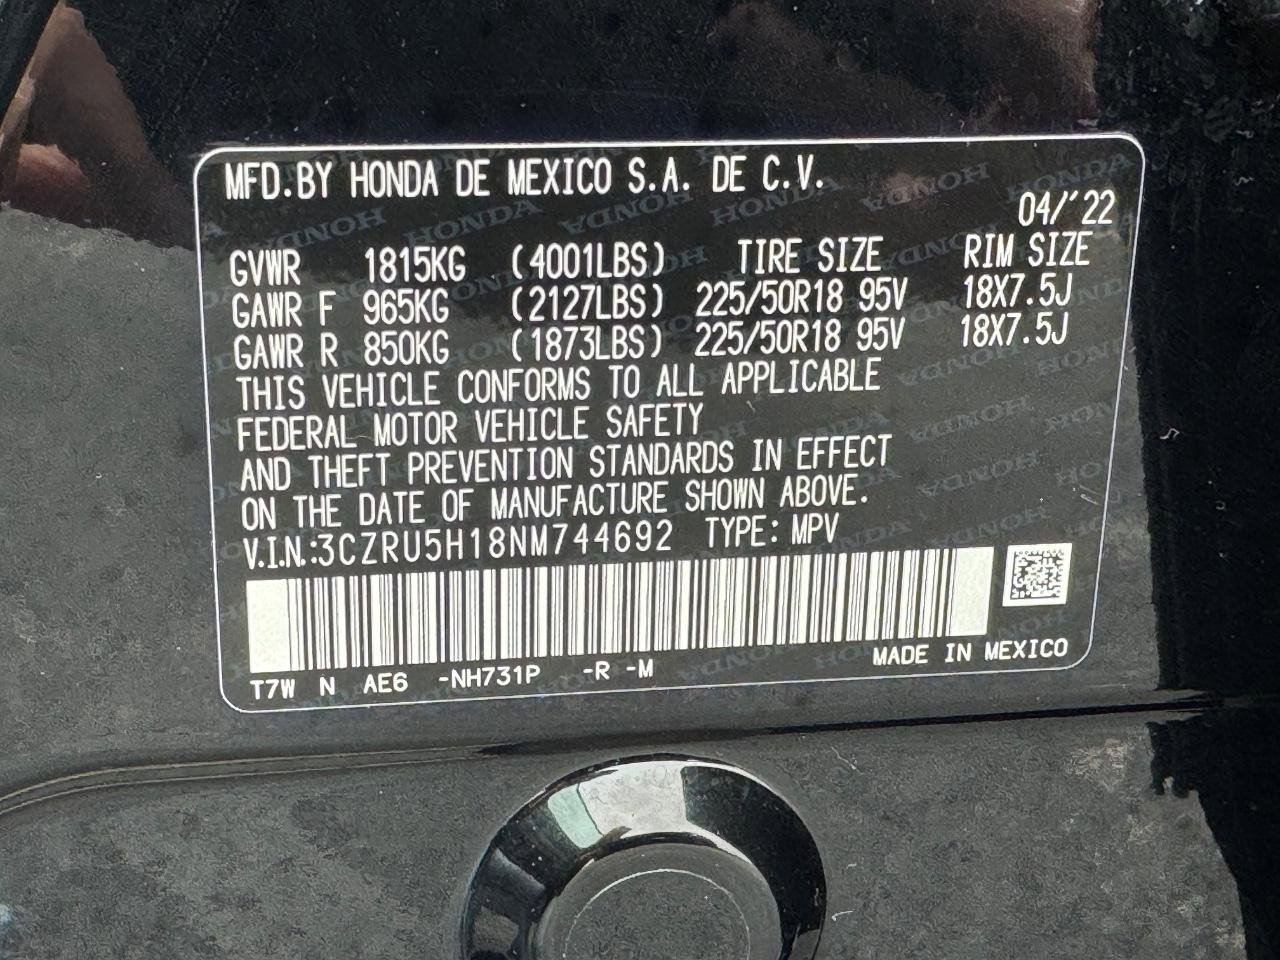 MFD.BY HONDA DE MEXICO S.A. DE C.V.
04/'22
GVWR 1815KG (4001LBS) TIRE SIZE RIM SIZE
GAWR F 965KG (2127LBS) 225/50R18 95V 18X7.5J
GAWR R 850KG (1873LBS) 225/50R18 95V 18X7.5J
THIS VEHICLE CONFORMS TO ALL APPLICABLE
FEDERAL MOTOR VEHICLE SAFETY
AND THEFT PREVENTION STANDARDS IN EFFECT
ON THE DATE OF MANUFACTURE SHOWN ABOVE.
V.I.N.:3CZRU5H18NM744692 TYPE: MPV
T7W N AE6 -NH731P -R -M MADE IN MEXICO